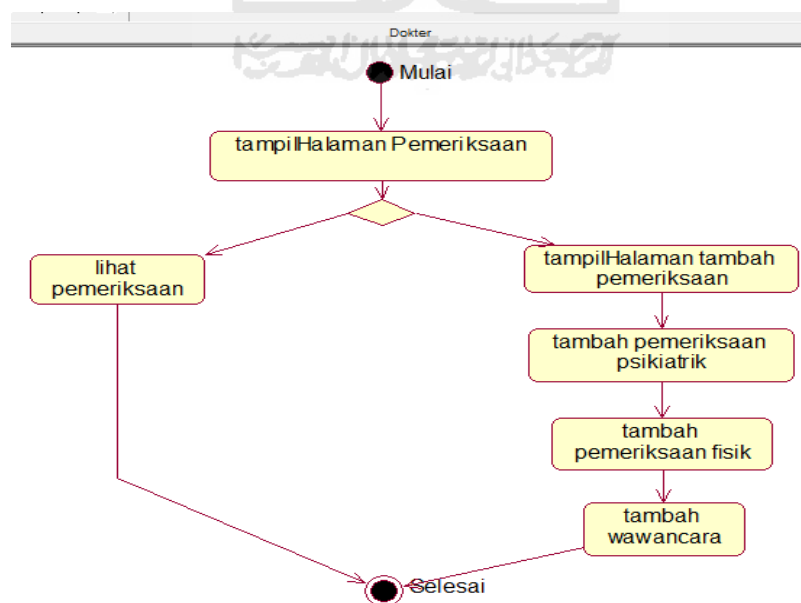 Dokter
Mulai
tampilHalaman Pemeriksaan
lihat
pemeriksaan
tampilHalaman tambah
pemeriksaan
tambah pemeriksaan
psikiatrik
tambah
pemeriksaan fisik
tambah
wawancara
Selesai